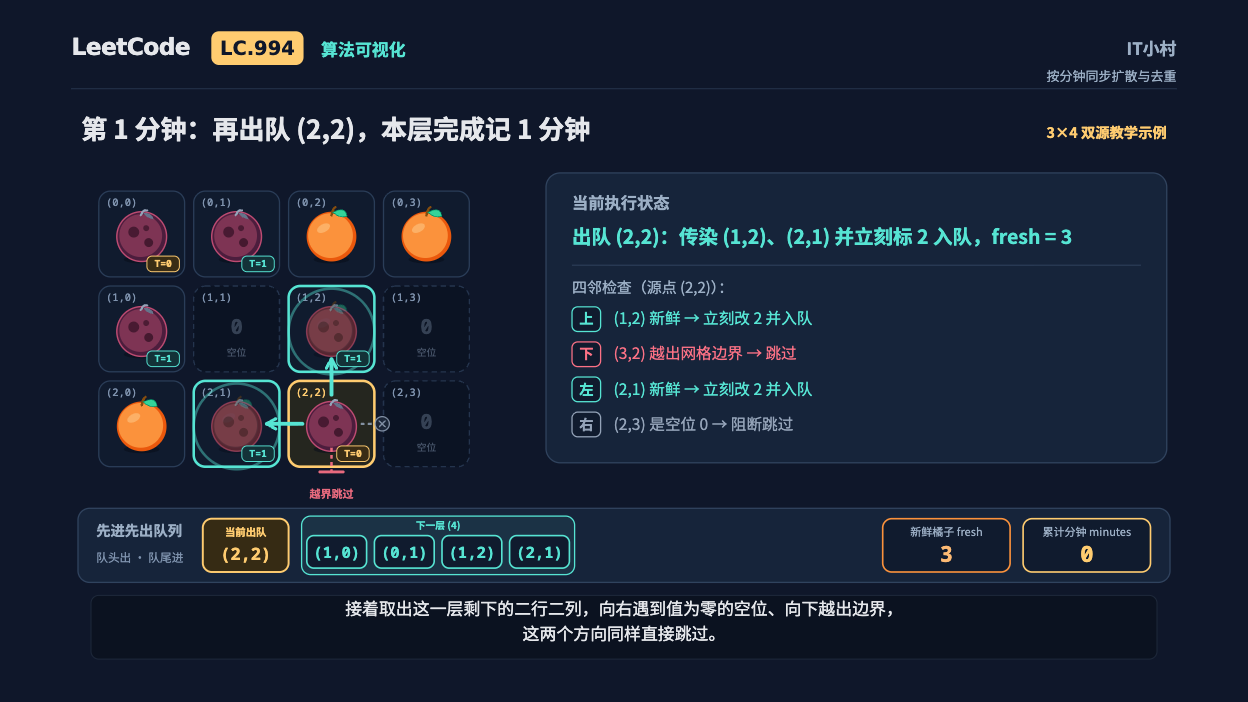 LeetCode LC.994 算法可视化
IT小村
按分钟同步扩散与去重
第 1 分钟：再出队 (2,2)，本层完成记 1 分钟
3×4 双源教学示例
(0,0) (0,1) (0,2) (0,3)
T=0 T=1
(1,0) (1,1) (1,2) (1,3)
0 0
空位 空位
T=1 T=1
(2,0) (2,1) (2,2) (2,3)
0
空位
T=1 T=0
越界跳过
当前执行状态
出队 (2,2)：传染 (1,2)、(2,1) 并立刻标 2 入队，fresh = 3
四邻检查（源点 (2,2)）：
上 (1,2) 新鲜 → 立刻改 2 并入队
下 (3,2) 越出网格边界 → 跳过
左 (2,1) 新鲜 → 立刻改 2 并入队
右 (2,3) 是空位 0 → 阻断跳过
先进先出队列
队头出 · 队尾进
当前出队
(2,2)
下一层 (4)
(1,0) (0,1) (1,2) (2,1)
新鲜橘子 fresh
3
累计分钟 minutes
0
接着取出这一层剩下的二行二列，向右遇到值为零的空位、向下越出边界，
这两个方向同样直接跳过。